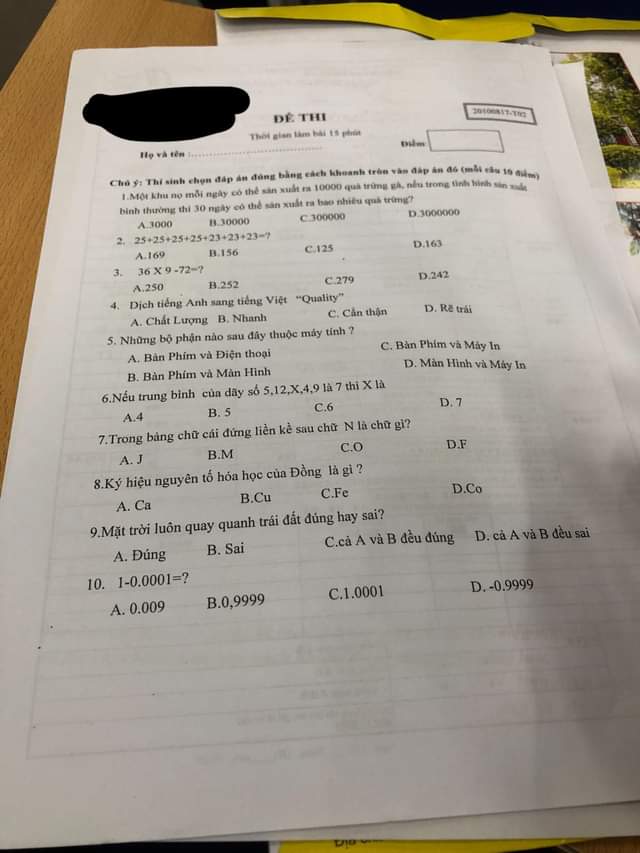 ĐỀ THI
20100817-T02
Thời gian làm bài 15 phút
Họ và tên :
Điểm
Chú ý: Thí sinh chọn đáp án đúng bằng cách khoanh tròn vào đáp án đó (mỗi câu 10 điểm)
1.Một khu nọ mỗi ngày có thể sản xuất ra 10000 quả trứng gà, nếu trong tình hình sản xuất
bình thường thì 30 ngày có thể sản xuất ra bao nhiêu quả trứng?
A.3000 B.30000 C.300000 D.3000000
2. 25+25+25+25+23+23+23=?
A.169 B.156 C.125 D.163
3. 36 X 9 -72=?
A.250 B.252 C.279 D.242
4. Dịch tiếng Anh sang tiếng Việt “Quality”
A. Chất Lượng B. Nhanh C. Cẩn thận D. Rẽ trái
5. Những bộ phận nào sau đây thuộc máy tính ?
A. Bàn Phím và Điện thoại C. Bàn Phím và Máy In
B. Bàn Phím và Màn Hình D. Màn Hình và Máy In
6.Nếu trung bình của dãy số 5,12,X,4,9 là 7 thì X là
A.4 B. 5 C.6 D. 7
7.Trong bảng chữ cái đứng liền kề sau chữ N là chữ gì?
A. J B.M C.O D.F
8.Ký hiệu nguyên tố hóa học của Đồng là gì ?
A. Ca B.Cu C.Fe D.Co
9.Mặt trời luôn quay quanh trái đất đúng hay sai?
A. Đúng B. Sai C.cả A và B đều đúng D. cả A và B đều sai
10. 1-0.0001=?
A. 0.009 B.0,9999 C.1.0001 D. -0.9999